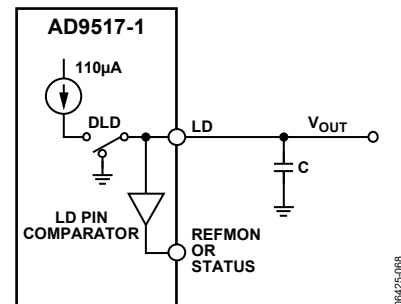 AD9517-1
110µA
DLD
LD
VOUT
C
LD PIN
COMPARATOR
REFMON
OR
STATUS
06425-068